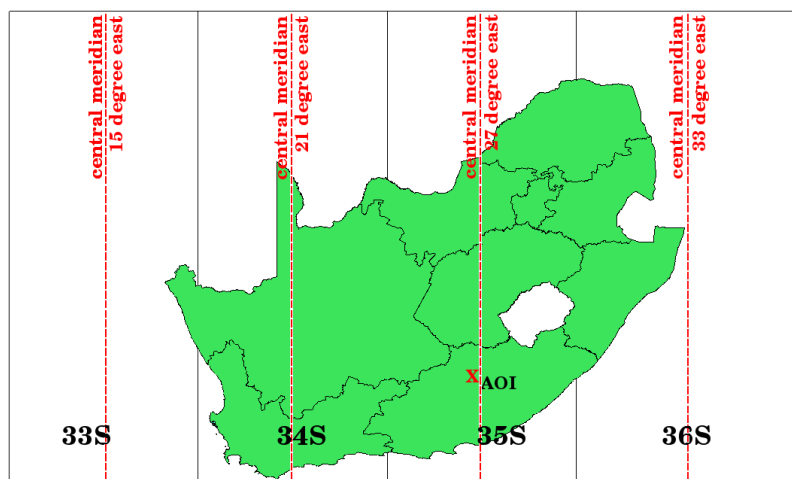 central meridian
15 degree east
central meridian
21 degree east
central meridian
27 degree east
central meridian
33 degree east
X
AOI
33S
34S
35S
36S